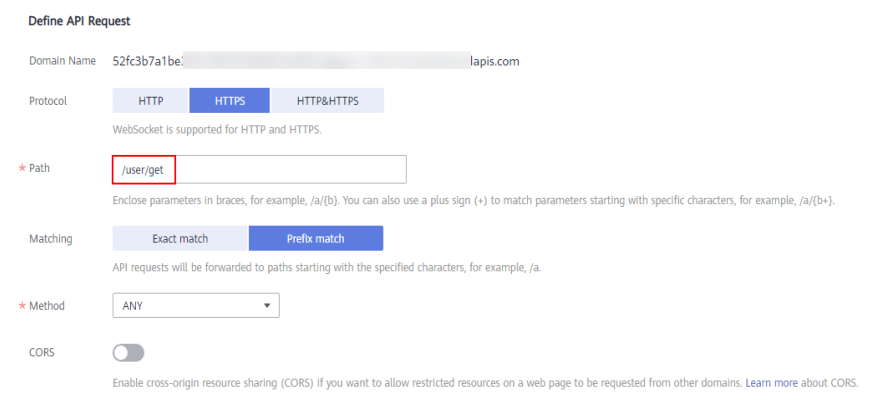 Define API Request
Domain Name 52fc3b7a1be lapis.com
Protocol HTTP HTTPS HTTP&HTTPS
WebSocket is supported for HTTP and HTTPS.
* Path /user/get
Enclose parameters in braces, for example, /a/{b}. You can also use a plus sign (+) to match parameters starting with specific characters, for example, /a/{b+}.
Matching Exact match Prefix match
API requests will be forwarded to paths starting with the specified characters, for example, /a.
* Method ANY
CORS
Enable cross-origin resource sharing (CORS) if you want to allow restricted resources on a web page to be requested from other domains. Learn more about CORS.